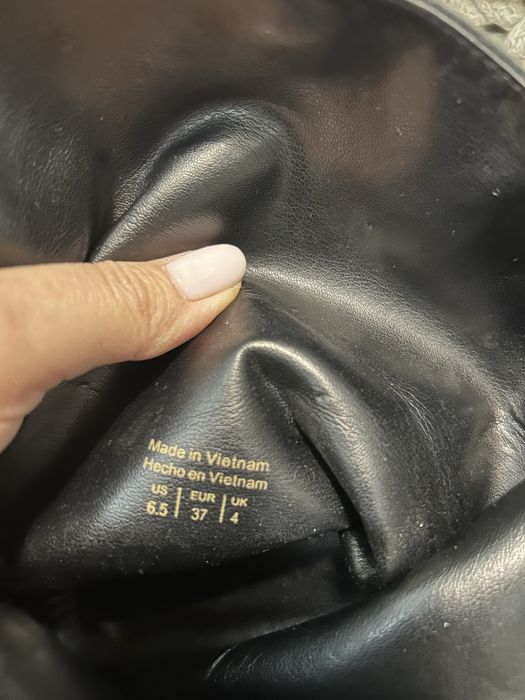 Made in Vietnam
Hecho en Vietnam
US | EUR | UK
6.5 | 37 | 4